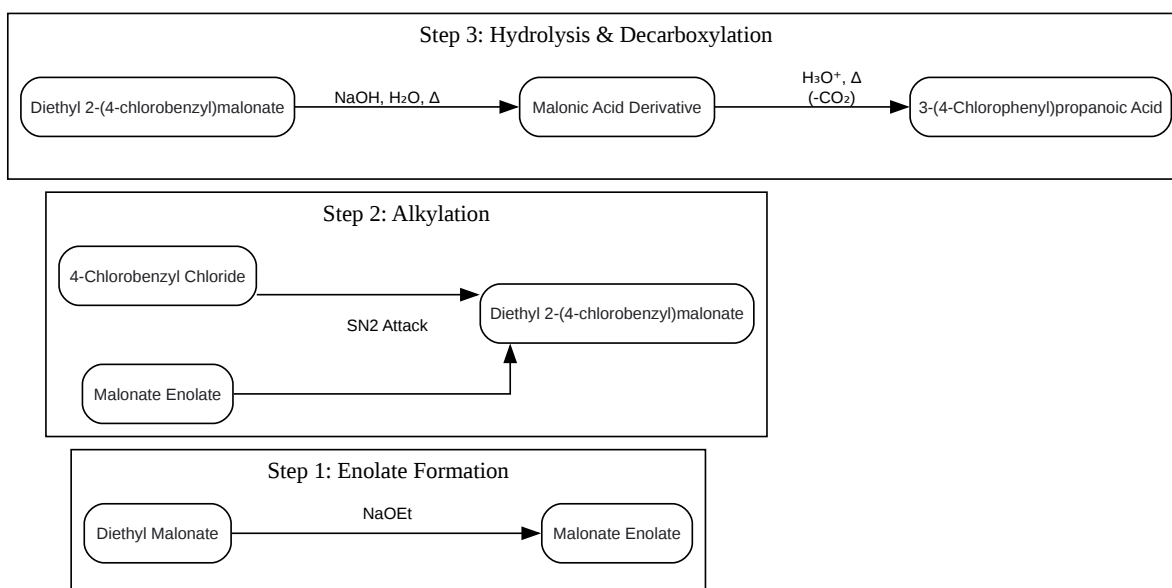 Step 3: Hydrolysis & Decarboxylation
Diethyl 2-(4-chlorobenzyl)malonate
NaOH, H₂O, Δ
Malonic Acid Derivative
H₃O⁺, Δ
(-CO₂)
3-(4-Chlorophenyl)propanoic Acid
Step 2: Alkylation
4-Chlorobenzyl Chloride
SN2 Attack
Diethyl 2-(4-chlorobenzyl)malonate
Malonate Enolate
Step 1: Enolate Formation
Diethyl Malonate
NaOEt
Malonate Enolate